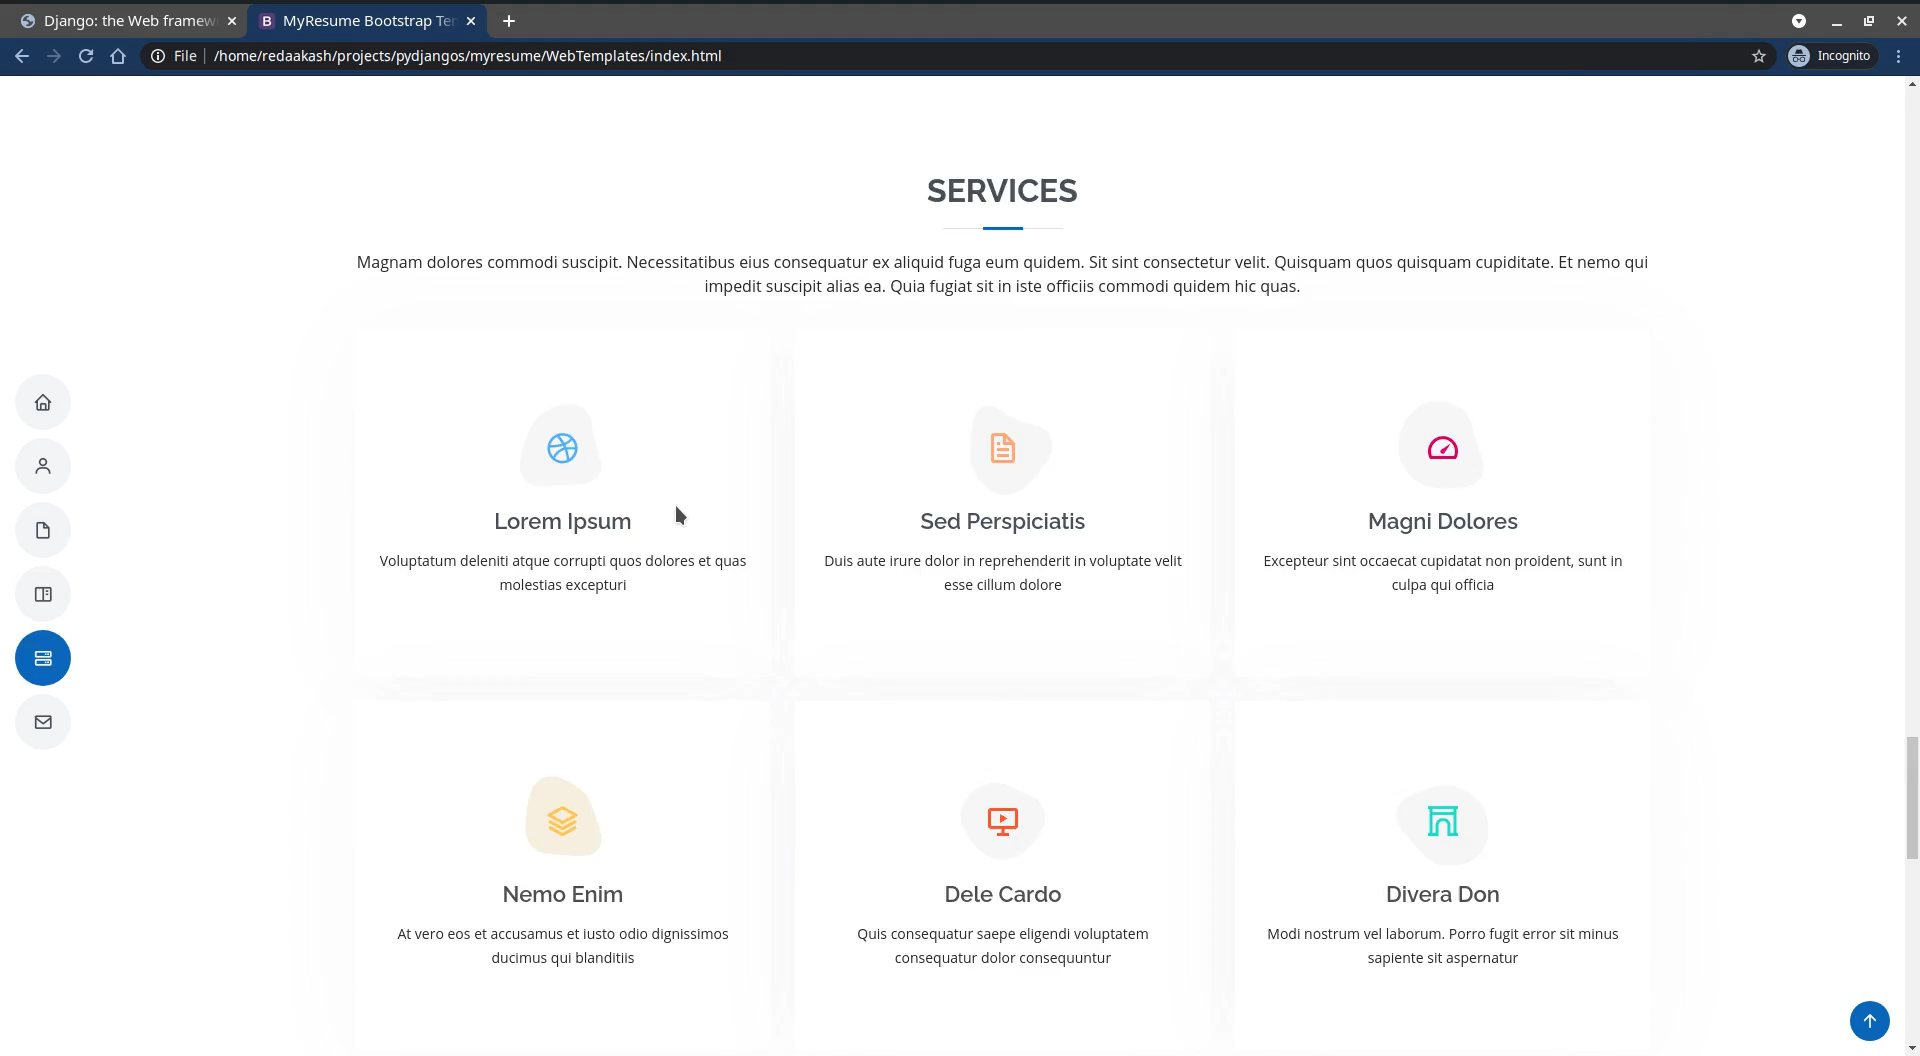 Django: the Web framew
MyResume Bootstrap Te
File
/home/redaakash/projects/pydjangos/myresume/WebTemplates/index.html
Incognito
SERVICES
Magnam dolores commodi suscipit. Necessitatibus eius consequatur ex aliquid fuga eum quidem. Sit sint consectetur velit. Quisquam quos quisquam cupiditate. Et nemo qui
impedit suscipit alias ea. Quia fugiat sit in iste officiis commodi quidem hic quas.
Lorem Ipsum
Voluptatum deleniti atque corrupti quos dolores et quas
molestias excepturi
Sed Perspiciatis
Duis aute irure dolor in reprehenderit in voluptate velit
esse cillum dolore
Magni Dolores
Excepteur sint occaecat cupidatat non proident, sunt in
culpa qui officia
Nemo Enim
At vero eos et accusamus et iusto odio dignissimos
ducimus qui blanditiis
Dele Cardo
Quis consequatur saepe eligendi voluptatem
consequatur dolor consequuntur
Divera Don
Modi nostrum vel laborum. Porro fugit error sit minus
sapiente sit aspernatur